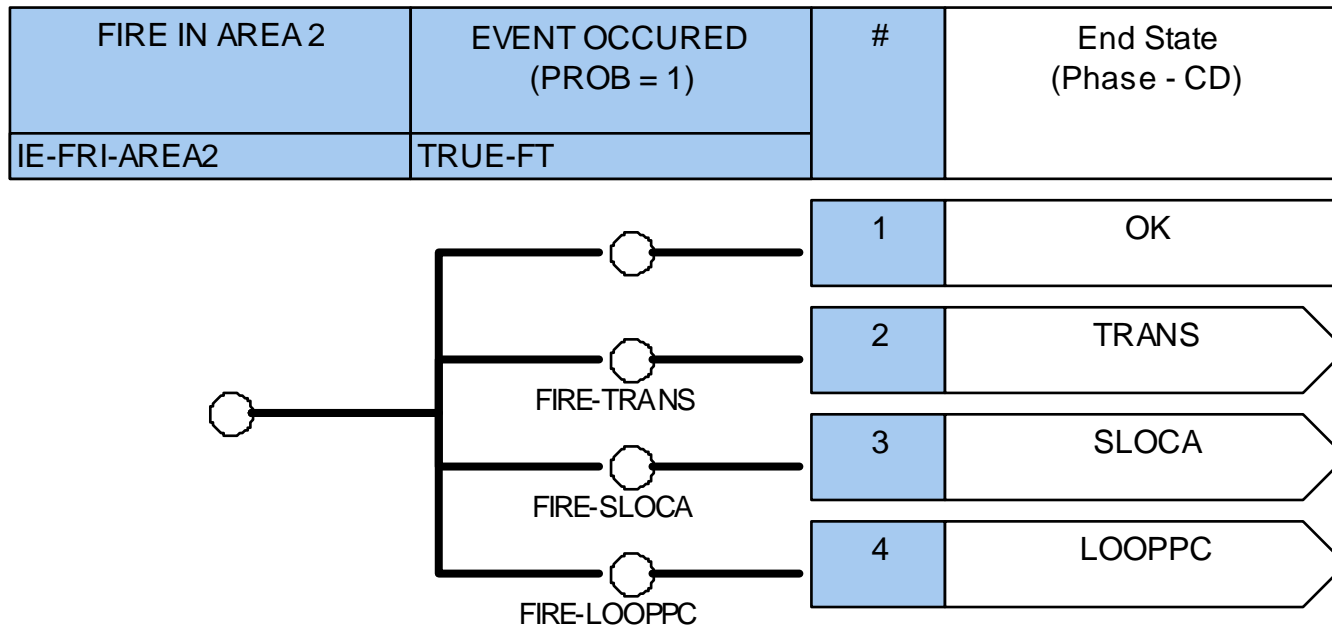 FIRE IN AREA 2
EVENT OCCURED
(PROB = 1)
#
End State
(Phase - CD)
IE-FRI-AREA2
TRUE-FT
1
OK
2
TRANS
FIRE-TRANS
3
SLOCA
FIRE-SLOCA
4
LOOPPC
FIRE-LOOPPC